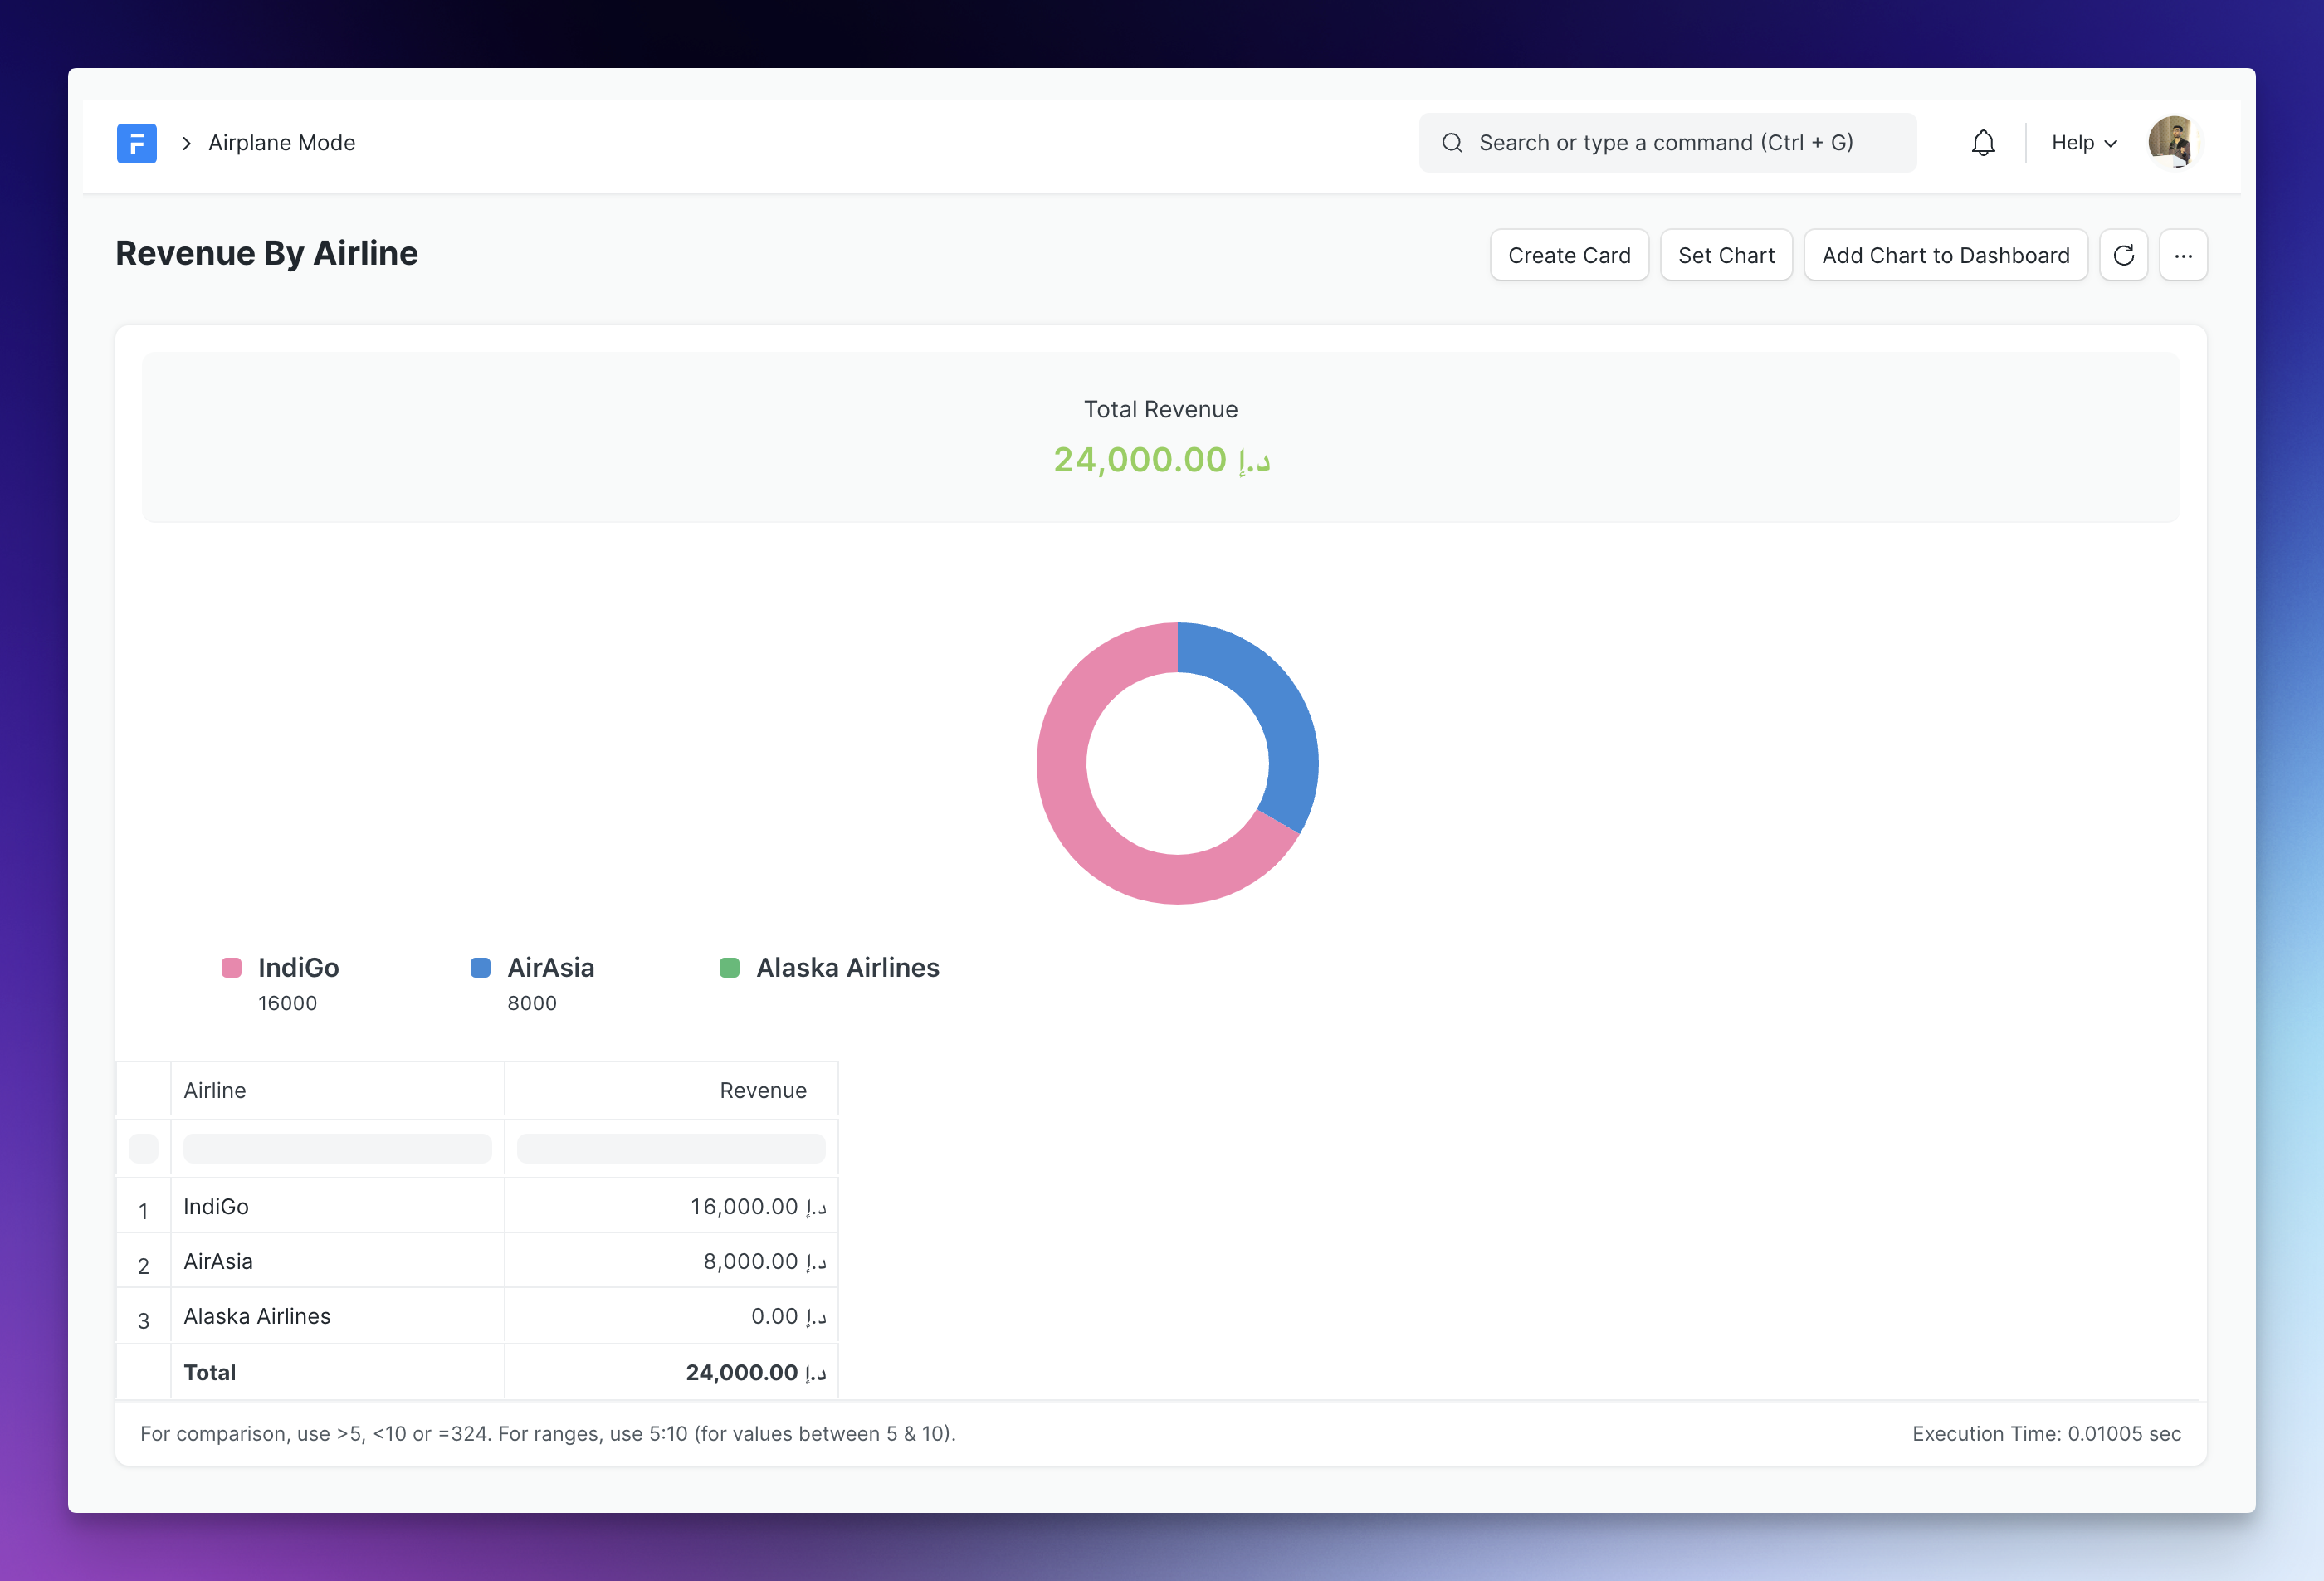 Airplane Mode
Search or type a command (Ctrl + G)
Help
Revenue By Airline
Create Card
Set Chart
Add Chart to Dashboard
...
Total Revenue
24,000.00 د.إ
IndiGo
16000
AirAsia
8000
Alaska Airlines
Airline Revenue
1 IndiGo 16,000.00 د.إ
2 AirAsia 8,000.00 د.إ
3 Alaska Airlines 0.00 د.إ
Total 24,000.00 د.إ
For comparison, use >5, <10 or =324. For ranges, use 5:10 (for values between 5 & 10).
Execution Time: 0.01005 sec